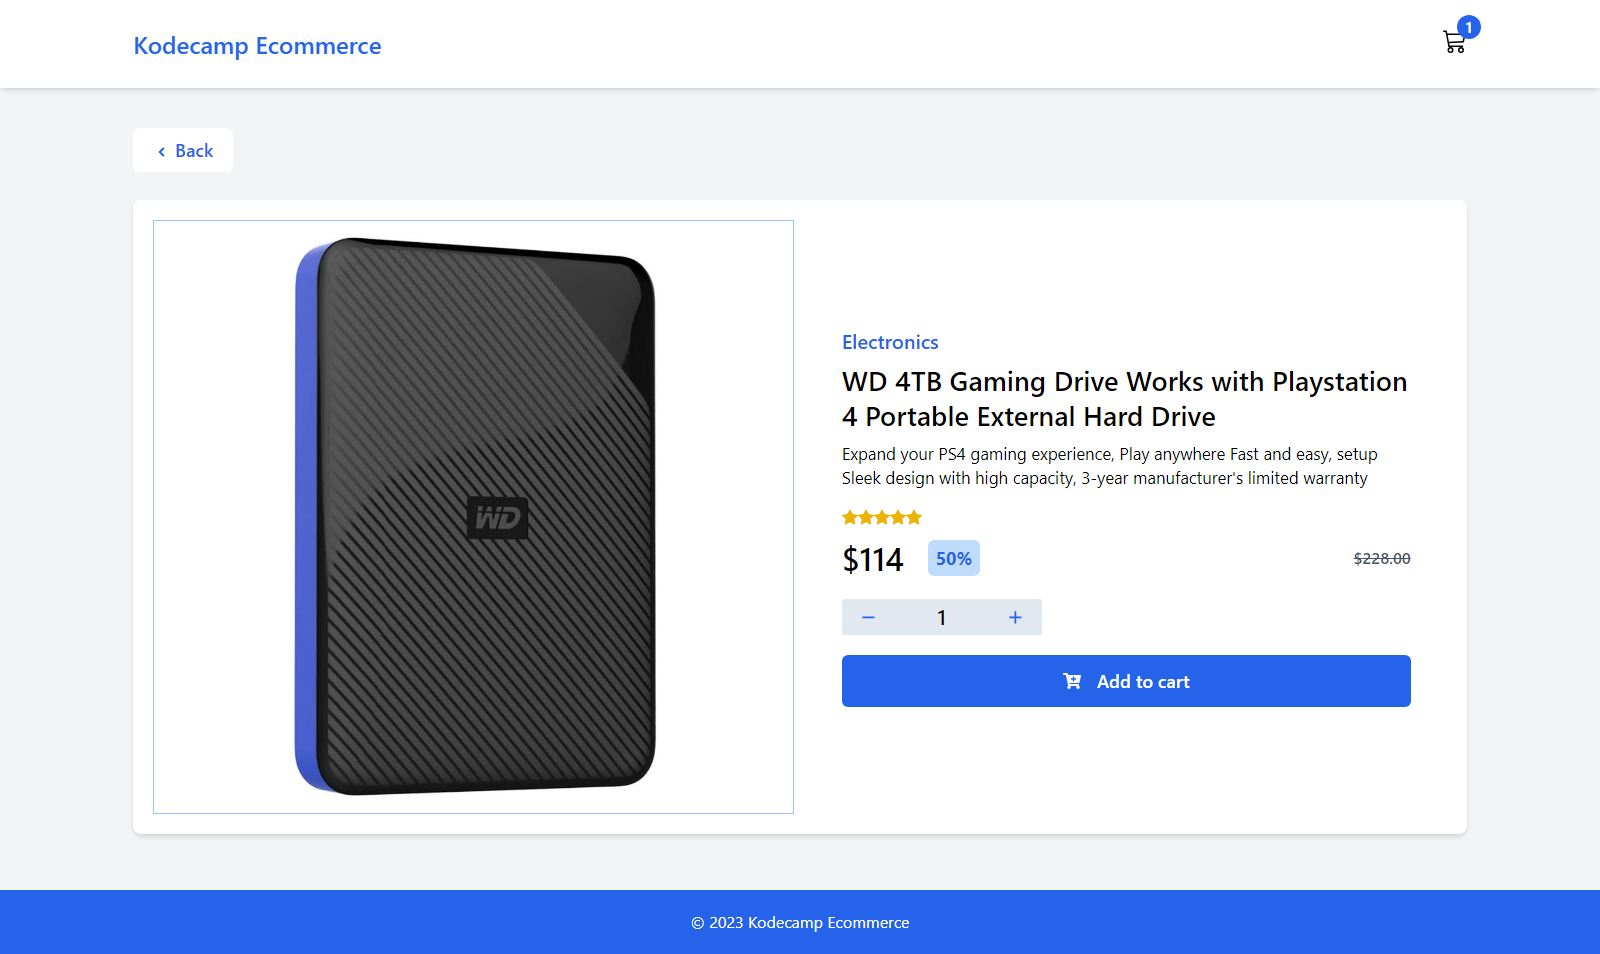 Kodecamp Ecommerce
1
Back
WD
Electronics
WD 4TB Gaming Drive Works with Playstation
4 Portable External Hard Drive
Expand your PS4 gaming experience, Play anywhere Fast and easy, setup
Sleek design with high capacity, 3-year manufacturer's limited warranty
$114 50% $228.00
− 1 +
Add to cart
© 2023 Kodecamp Ecommerce